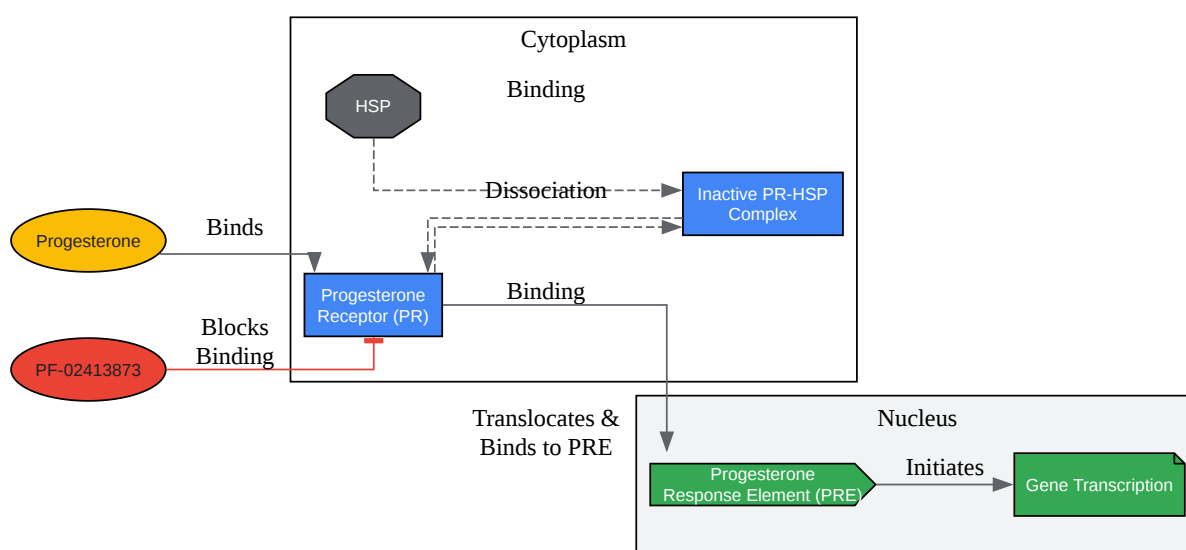 Cytoplasm
Binding
HSP
Dissociation
Inactive PR-HSP
Complex
Progesterone
Binds
Progesterone
Receptor (PR)
Binding
Blocks
Binding
PF-02413873
Translocates &
Binds to PRE
Nucleus
Progesterone
Response Element (PRE)
Initiates
Gene Transcription